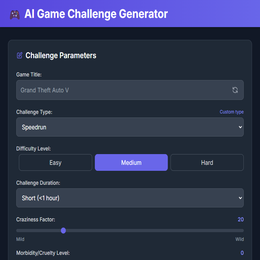 AI Game Challenge Generator
Challenge Parameters
Game Title:
Grand Theft Auto V
Challenge Type:
Custom type
Speedrun
Difficulty Level:
Easy
Medium
Hard
Challenge Duration:
Short (<1 hour)
Craziness Factor:
20
Mild
Wild
Morbidity/Cruelty Level:
0